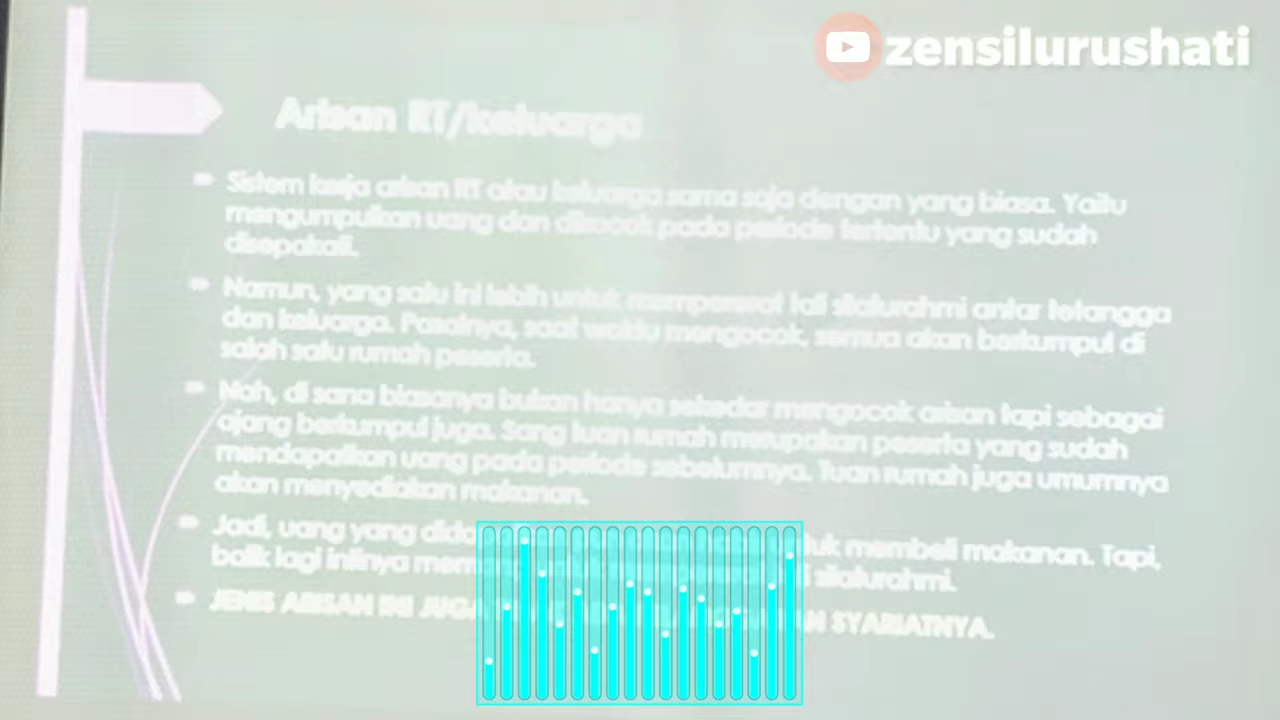 zensilurushati
Arisan RT/keluarga
Sistem kerja arisan RT atau keluarga sama saja dengan yang biasa. Yaitu
mengumpulkan uang dan dikocok pada periode tertentu yang sudah
disepakati.
Namun, yang satu ini lebih untuk mempererat tali silaturahmi antar tetangga
dan keluarga. Pasalnya, saat waktu mengocok, semua akan berkumpul di
salah satu rumah peserta.
Nah, di sana biasanya bukan hanya sekedar mengocok arisan tapi sebagai
ajang berkumpul juga. Sang tuan rumah merupakan peserta yang sudah
mendapatkan uang pada periode sebelumnya. Tuan rumah juga umumnya
akan menyediakan makanan.
Jadi, uang yang membeli makanan. Tapi,
balik lagi intinya silaturahmi.
JENIS ARISAN INI JUGA SYARIATNYA.